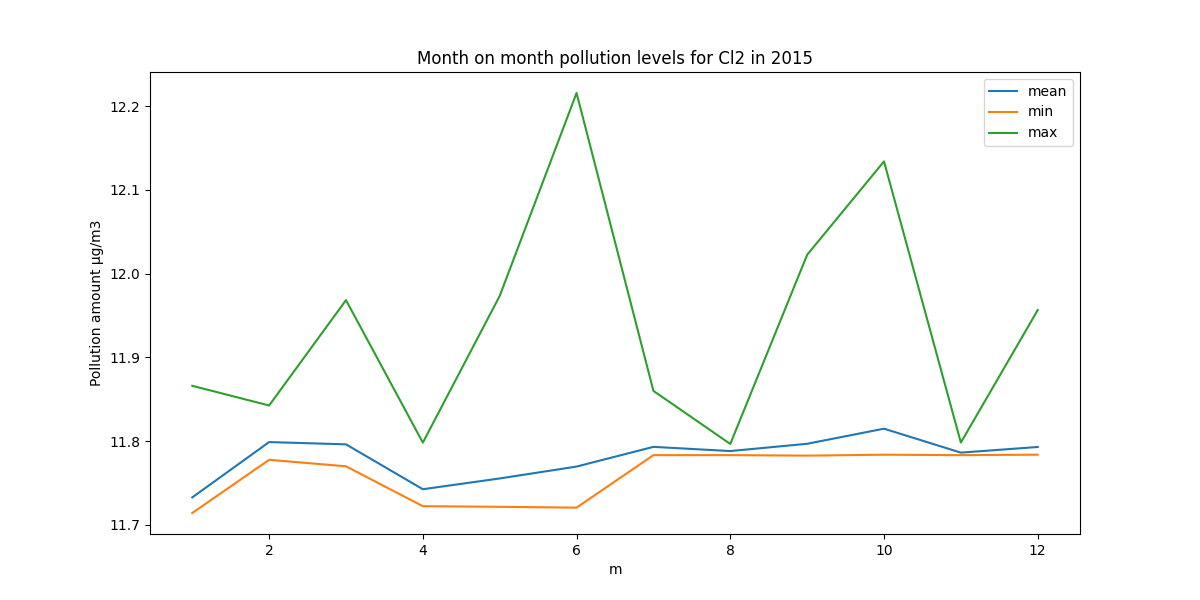 Month on month pollution levels for Cl2 in 2015
mean
min
max
Pollution amount µg/m3
12.2
12.1
12.0
11.9
11.8
11.7
2 4 6 8 10 12
m